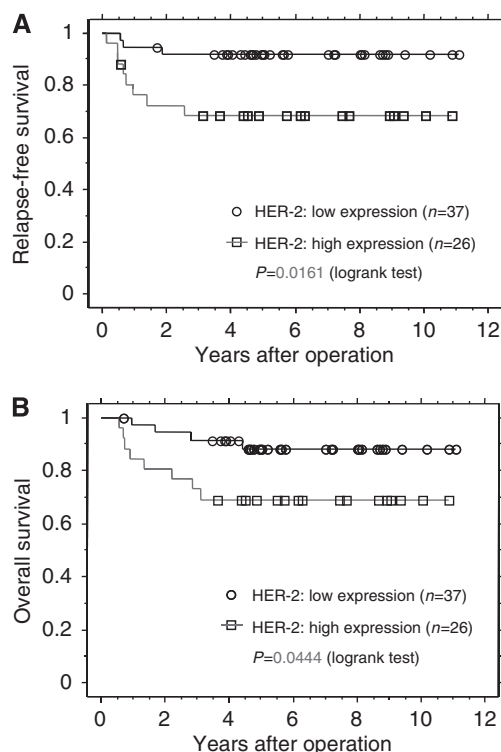 A
1
0.8
0.6
0.4
0.2
0
Relapse-free survival
HER-2: low expression (n=37)
HER-2: high expression (n=26)
P=0.0161 (logrank test)
0 2 4 6 8 10 12
Years after operation
B
1
0.8
0.6
0.4
0.2
0
Overall survival
HER-2: low expression (n=37)
HER-2: high expression (n=26)
P=0.0444 (logrank test)
0 2 4 6 8 10 12
Years after operation